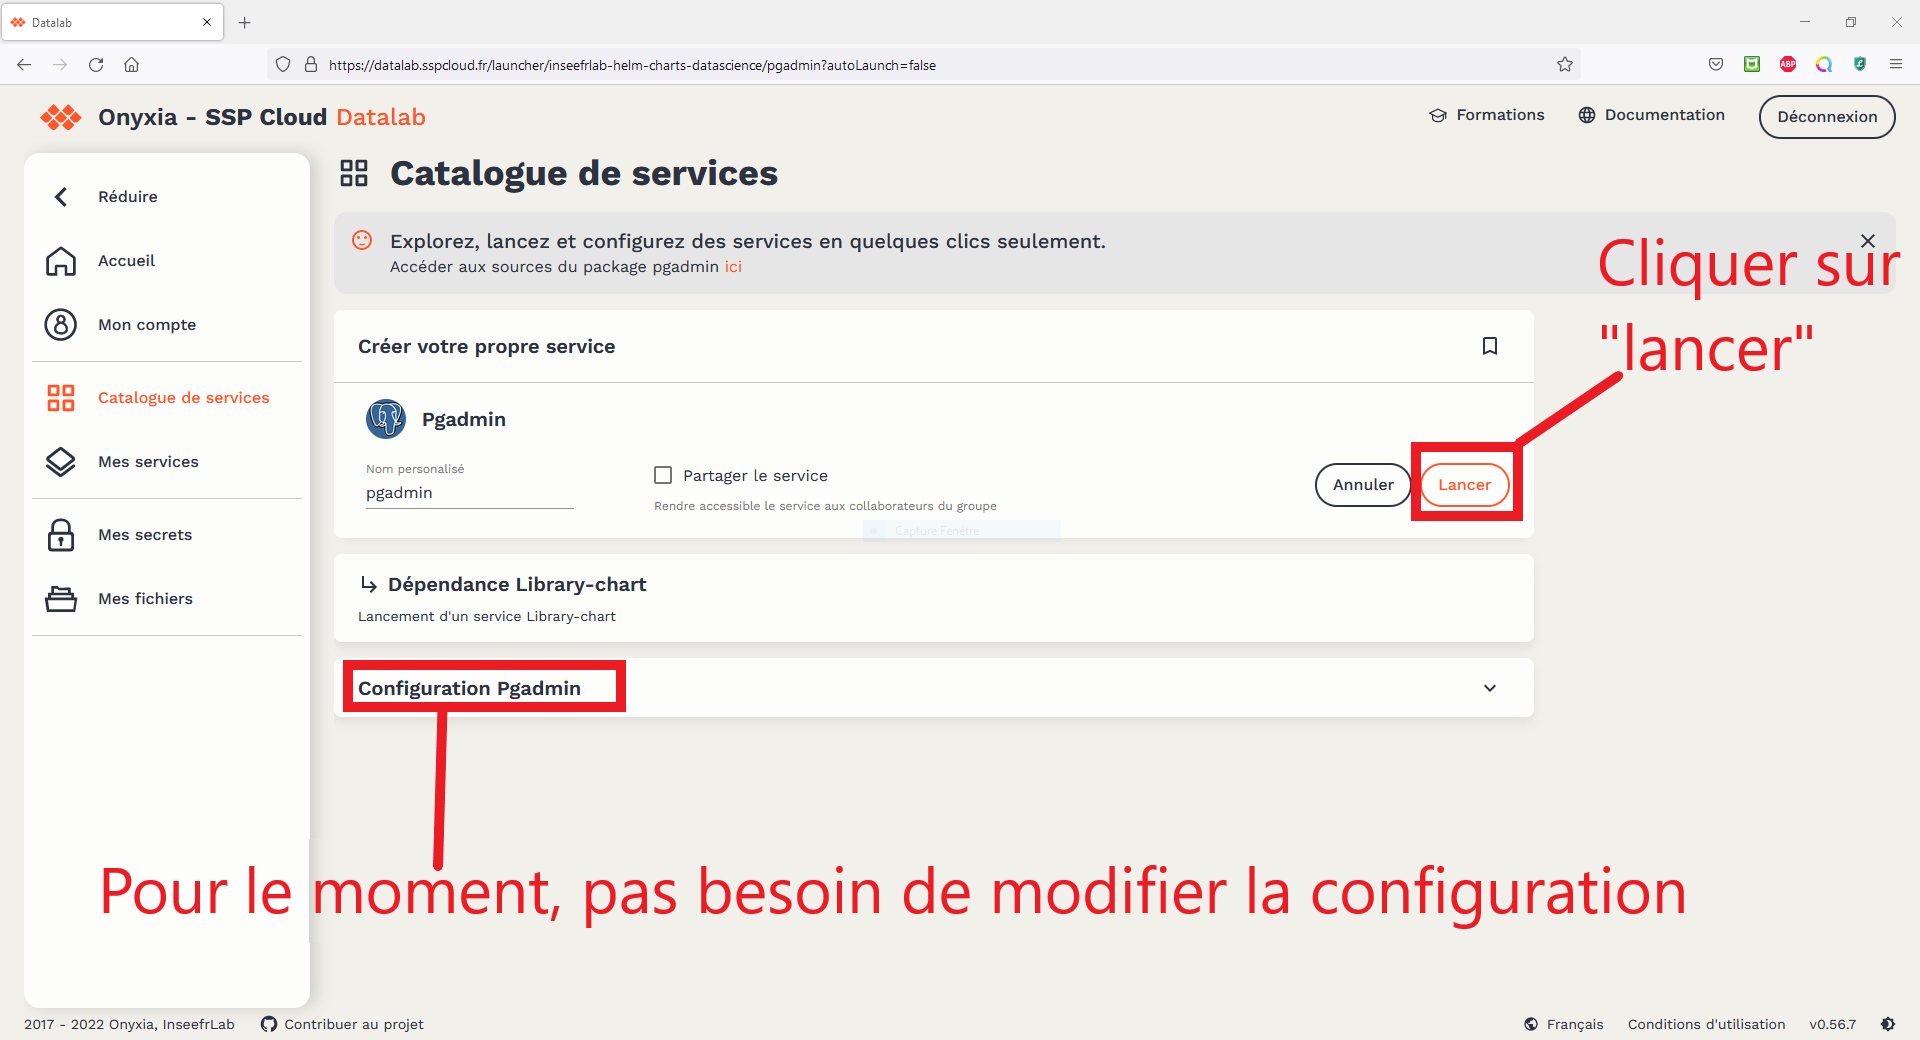 Datalab
https://datalab.sspcloud.fr/launcher/inseefrlab-helm-charts-datascience/pgadmin?autoLaunch=false
ABP
Onyxia - SSP Cloud Datalab
Formations
Documentation
Déconnexion
Réduire
Accueil
Mon compte
Catalogue de services
Mes services
Mes secrets
Mes fichiers
Catalogue de services
Explorez, lancez et configurez des services en quelques clics seulement.
Accéder aux sources du package pgadmin ici
Cliquer sur
"lancer"
Créer votre propre service
Pgadmin
Nom personalisé
pgadmin
Partager le service
Rendre accessible le service aux collaborateurs du groupe
Annuler
Lancer
Capture Fenêtre
Dépendance Library-chart
Lancement d'un service Library-chart
Configuration Pgadmin
Pour le moment, pas besoin de modifier la configuration
2017 - 2022 Onyxia, InseefrLab
Contribuer au projet
Français
Conditions d'utilisation
v0.56.7